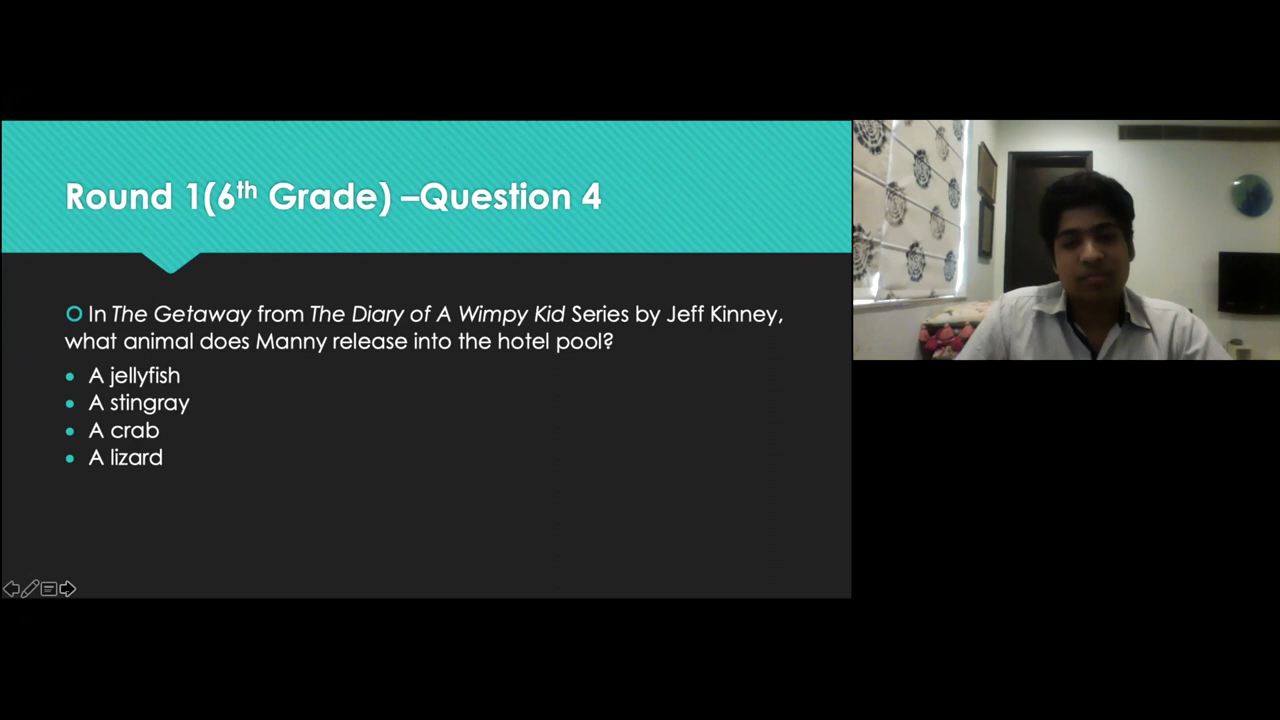 Round 1(6th Grade) –Question 4
In The Getaway from The Diary of A Wimpy Kid Series by Jeff Kinney,
what animal does Manny release into the hotel pool?
A jellyfish
A stingray
A crab
A lizard